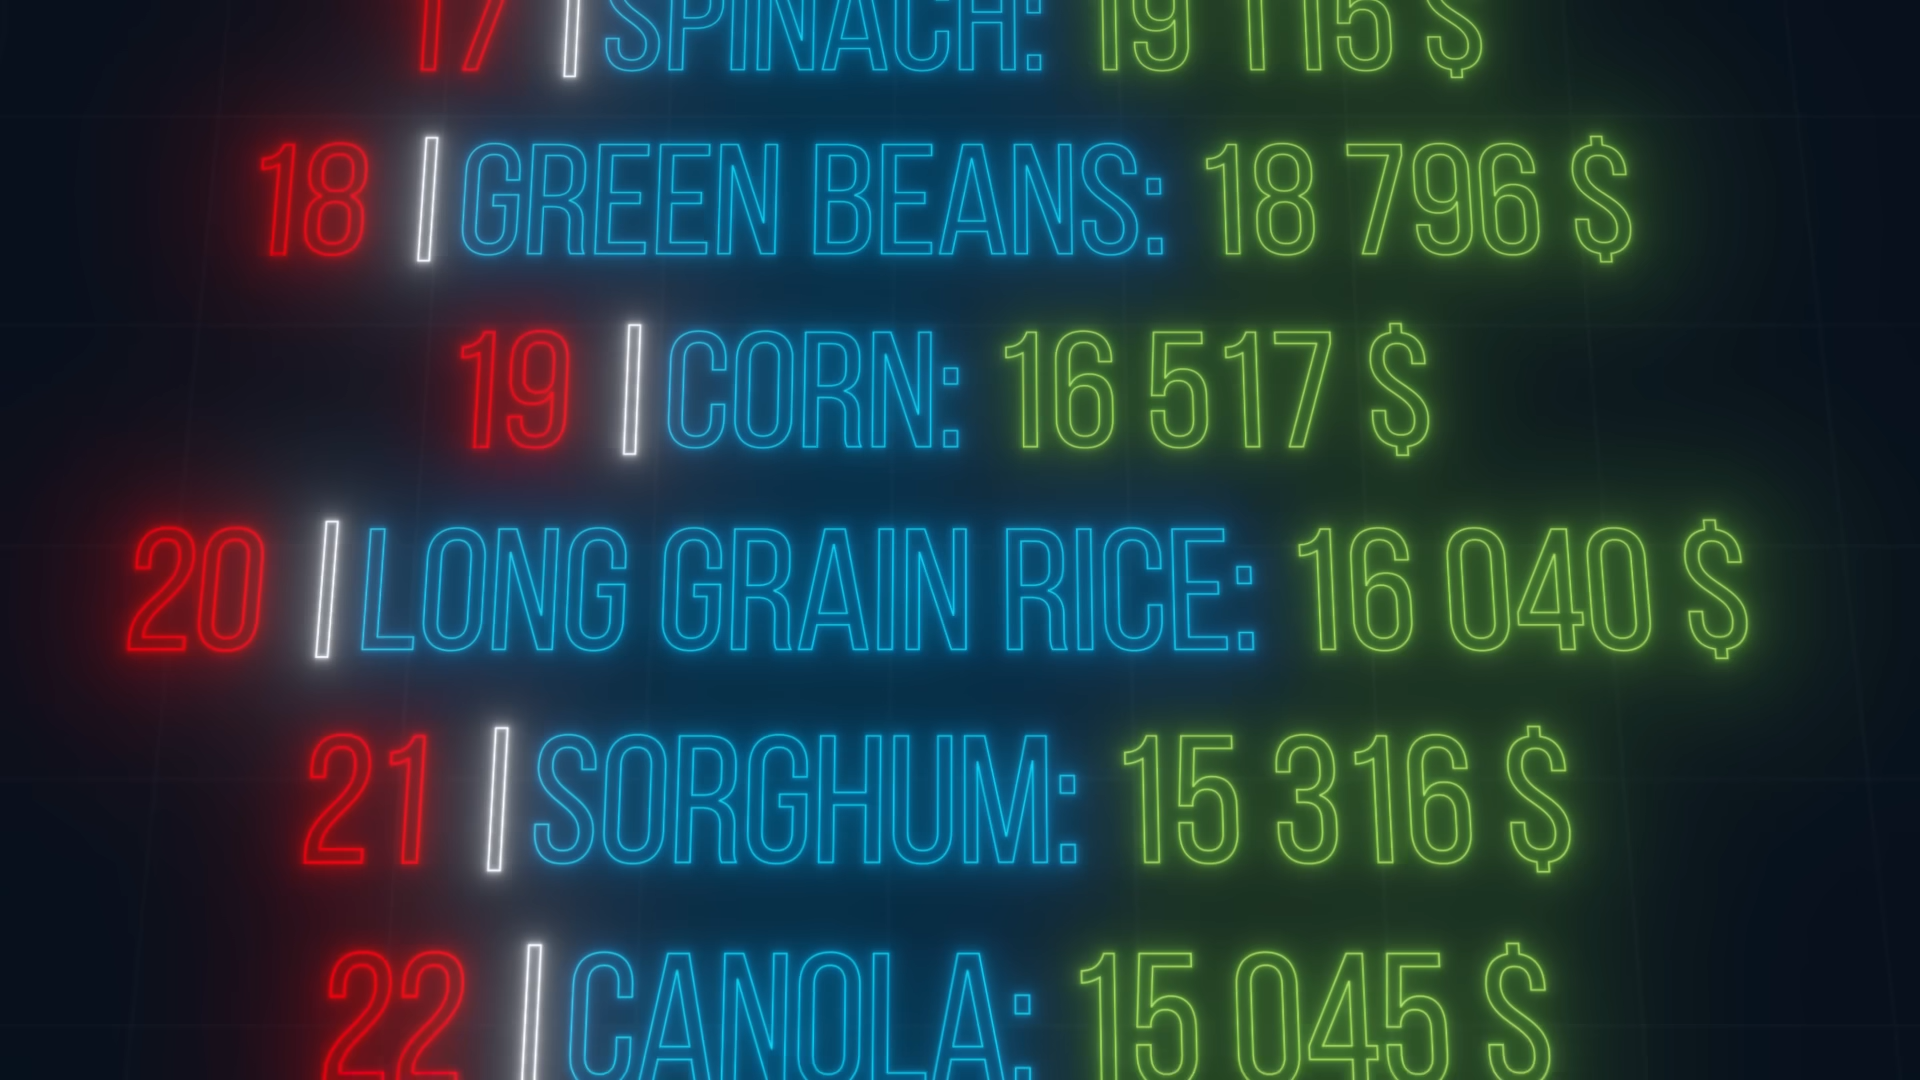 17 | SPINACH: 19 115 $
18 | GREEN BEANS: 18 796 $
19 | CORN: 16 517 $
20 | LONG GRAIN RICE: 16 040 $
21 | SORGHUM: 15 316 $
22 | CANOLA: 15 045 $